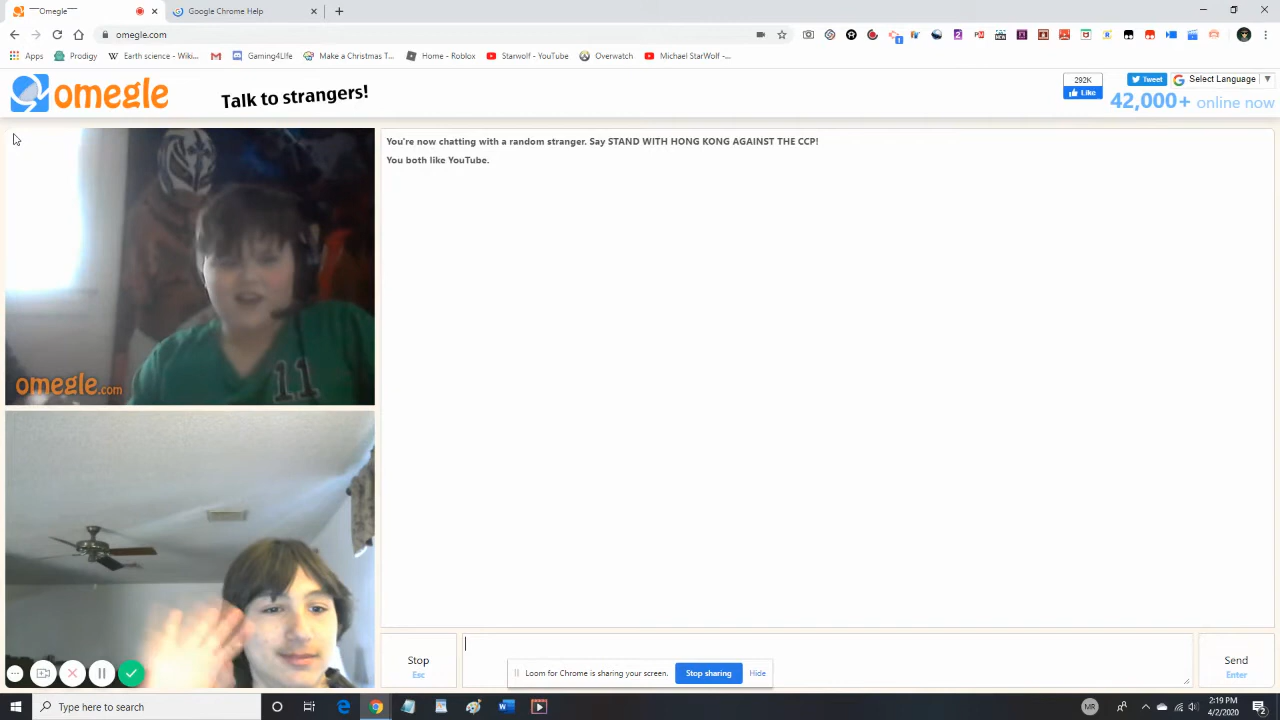 Omegle
Google Chrome Help
omegle.com
Apps
Prodigy
Earth science - Wiki...
Gaming4Life
Make a Christmas T...
Home - Roblox
Starwolf - YouTube
Overwatch
Michael StarWolf -...
omegle
Talk to strangers!
292K
Like
Tweet
Select Language
42,000+ online now
You're now chatting with a random stranger. Say STAND WITH HONG KONG AGAINST THE CCP!
You both like YouTube.
11
omegle.com
Stop
Esc
Loom for Chrome is sharing your screen.
Stop sharing
Hide
Send
Enter
Type here to search
MR
2:19 PM
4/2/2020
2